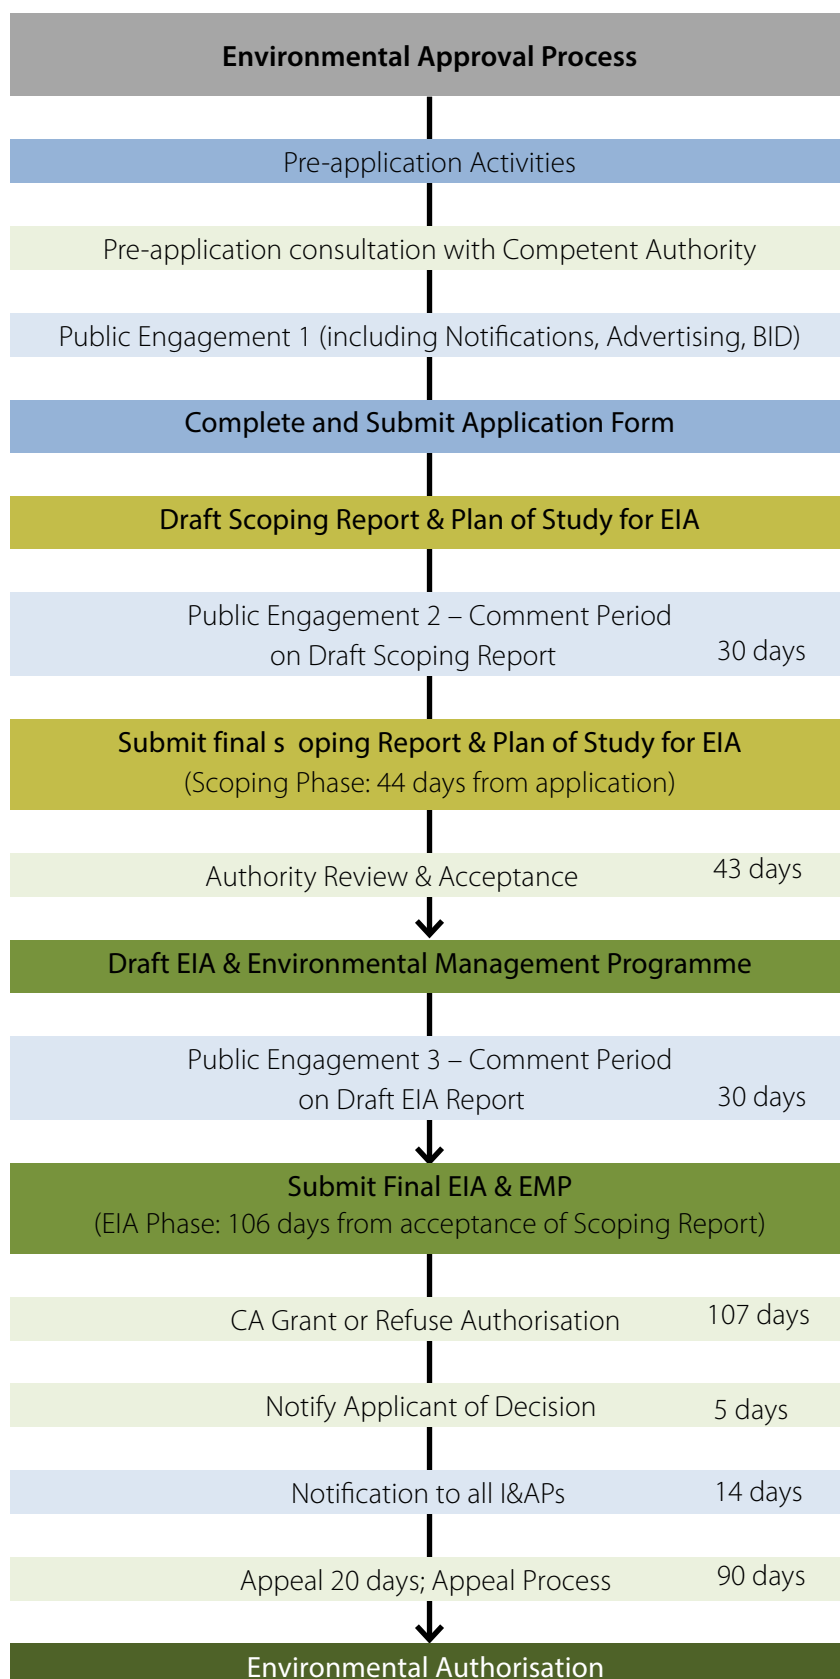 Environmental Approval Process
Pre-application Activities
Pre-application consultation with Competent Authority
Public Engagement 1 (including Notifications, Advertising, BID)
Complete and Submit Application Form
Draft Scoping Report & Plan of Study for EIA
Public Engagement 2 – Comment Period
on Draft Scoping Report 30 days
Submit final s oping Report & Plan of Study for EIA
(Scoping Phase: 44 days from application)
Authority Review & Acceptance 43 days
Draft EIA & Environmental Management Programme
Public Engagement 3 – Comment Period
on Draft EIA Report 30 days
Submit Final EIA & EMP
(EIA Phase: 106 days from acceptance of Scoping Report)
CA Grant or Refuse Authorisation 107 days
Notify Applicant of Decision 5 days
Notification to all I&APs 14 days
Appeal 20 days; Appeal Process 90 days
Environmental Authorisation